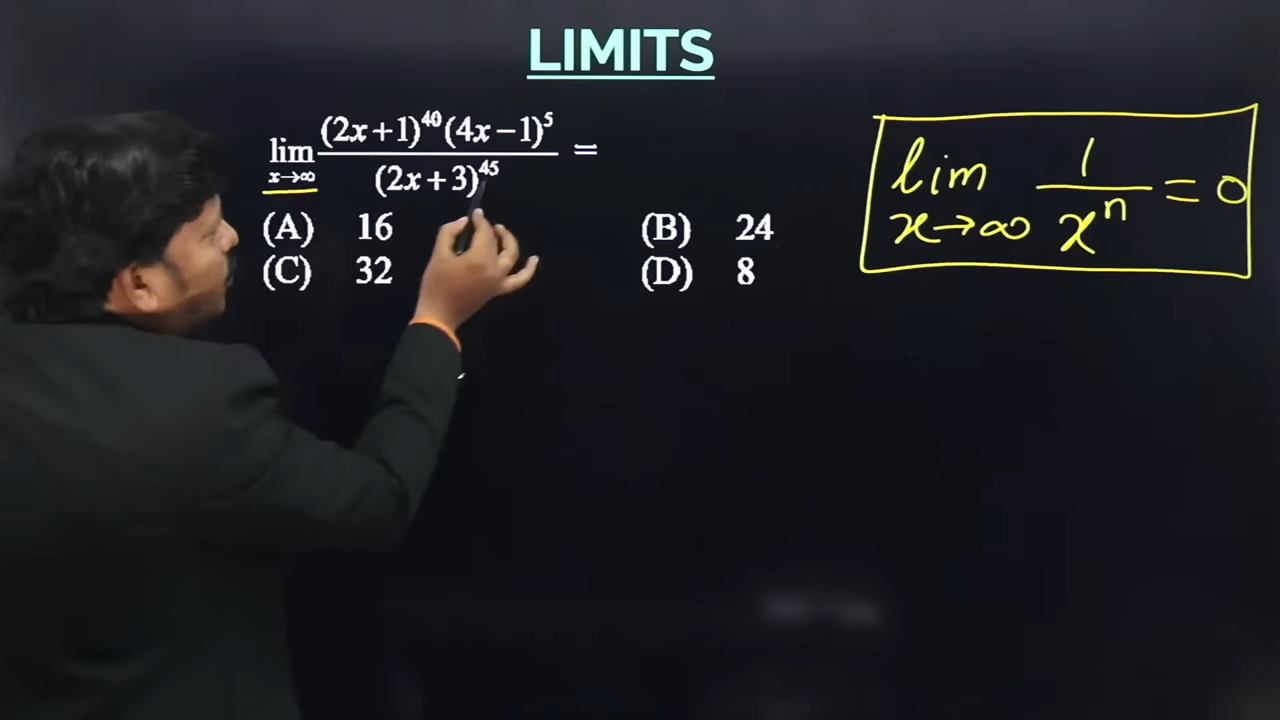 LIMITS
lim x→∞ (2x+1)^40 (4x−1)^5 / (2x+3)^45 =
(A) 16 (B) 24
(C) 32 (D) 8
lim x→∞ 1/x^n = 0